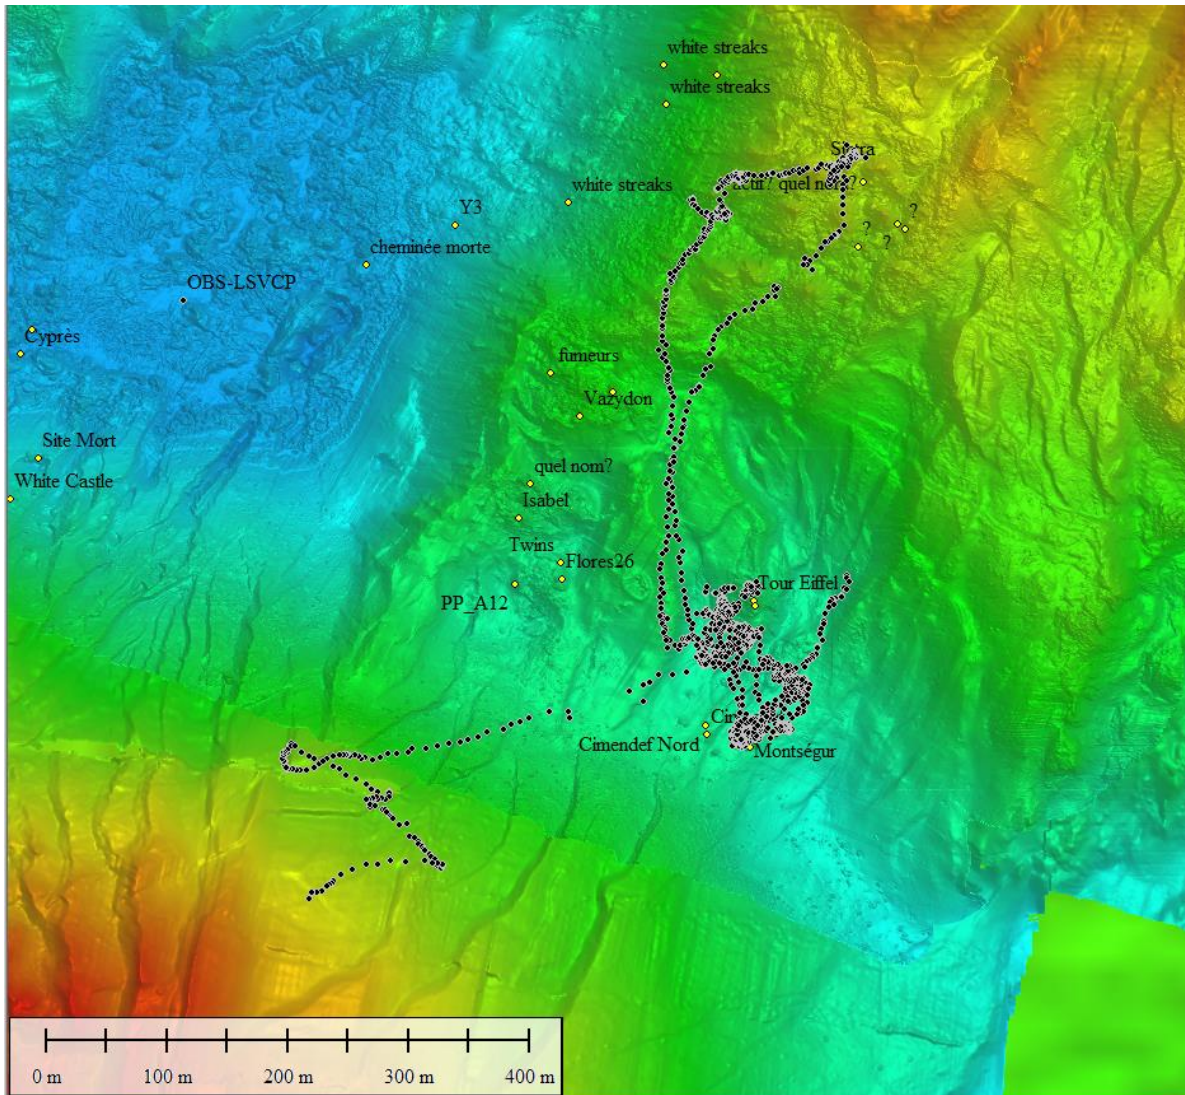 white streaks
white streaks
Sintra
actif? quel nom?
white streaks
Y3
?
?
?
cheminée morte
OBS-LSVCP
Cyprès
fumeurs
Vazydon
Site Mort
quel nom?
White Castle
Isabel
Twins
Flores26
Tour Eiffel
PP_A12
Cimendef Nord
Montségur
0 m 100 m 200 m 300 m 400 m